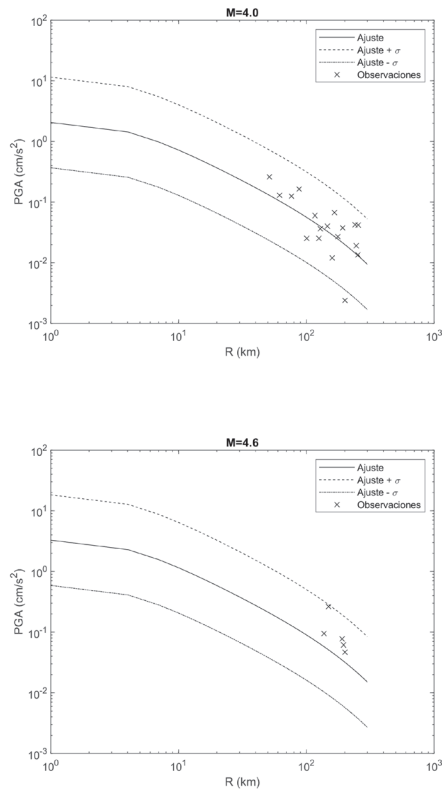 M=4.0
10^2
10^1
10^0
10^-1
10^-2
10^-3
PGA (cm/s^2)
Ajuste
Ajuste + σ
Ajuste - σ
Observaciones
10^0
10^1
10^2
10^3
R (km)
M=4.6
10^2
10^1
10^0
10^-1
10^-2
10^-3
PGA (cm/s^2)
Ajuste
Ajuste + σ
Ajuste - σ
Observaciones
10^0
10^1
10^2
10^3
R (km)